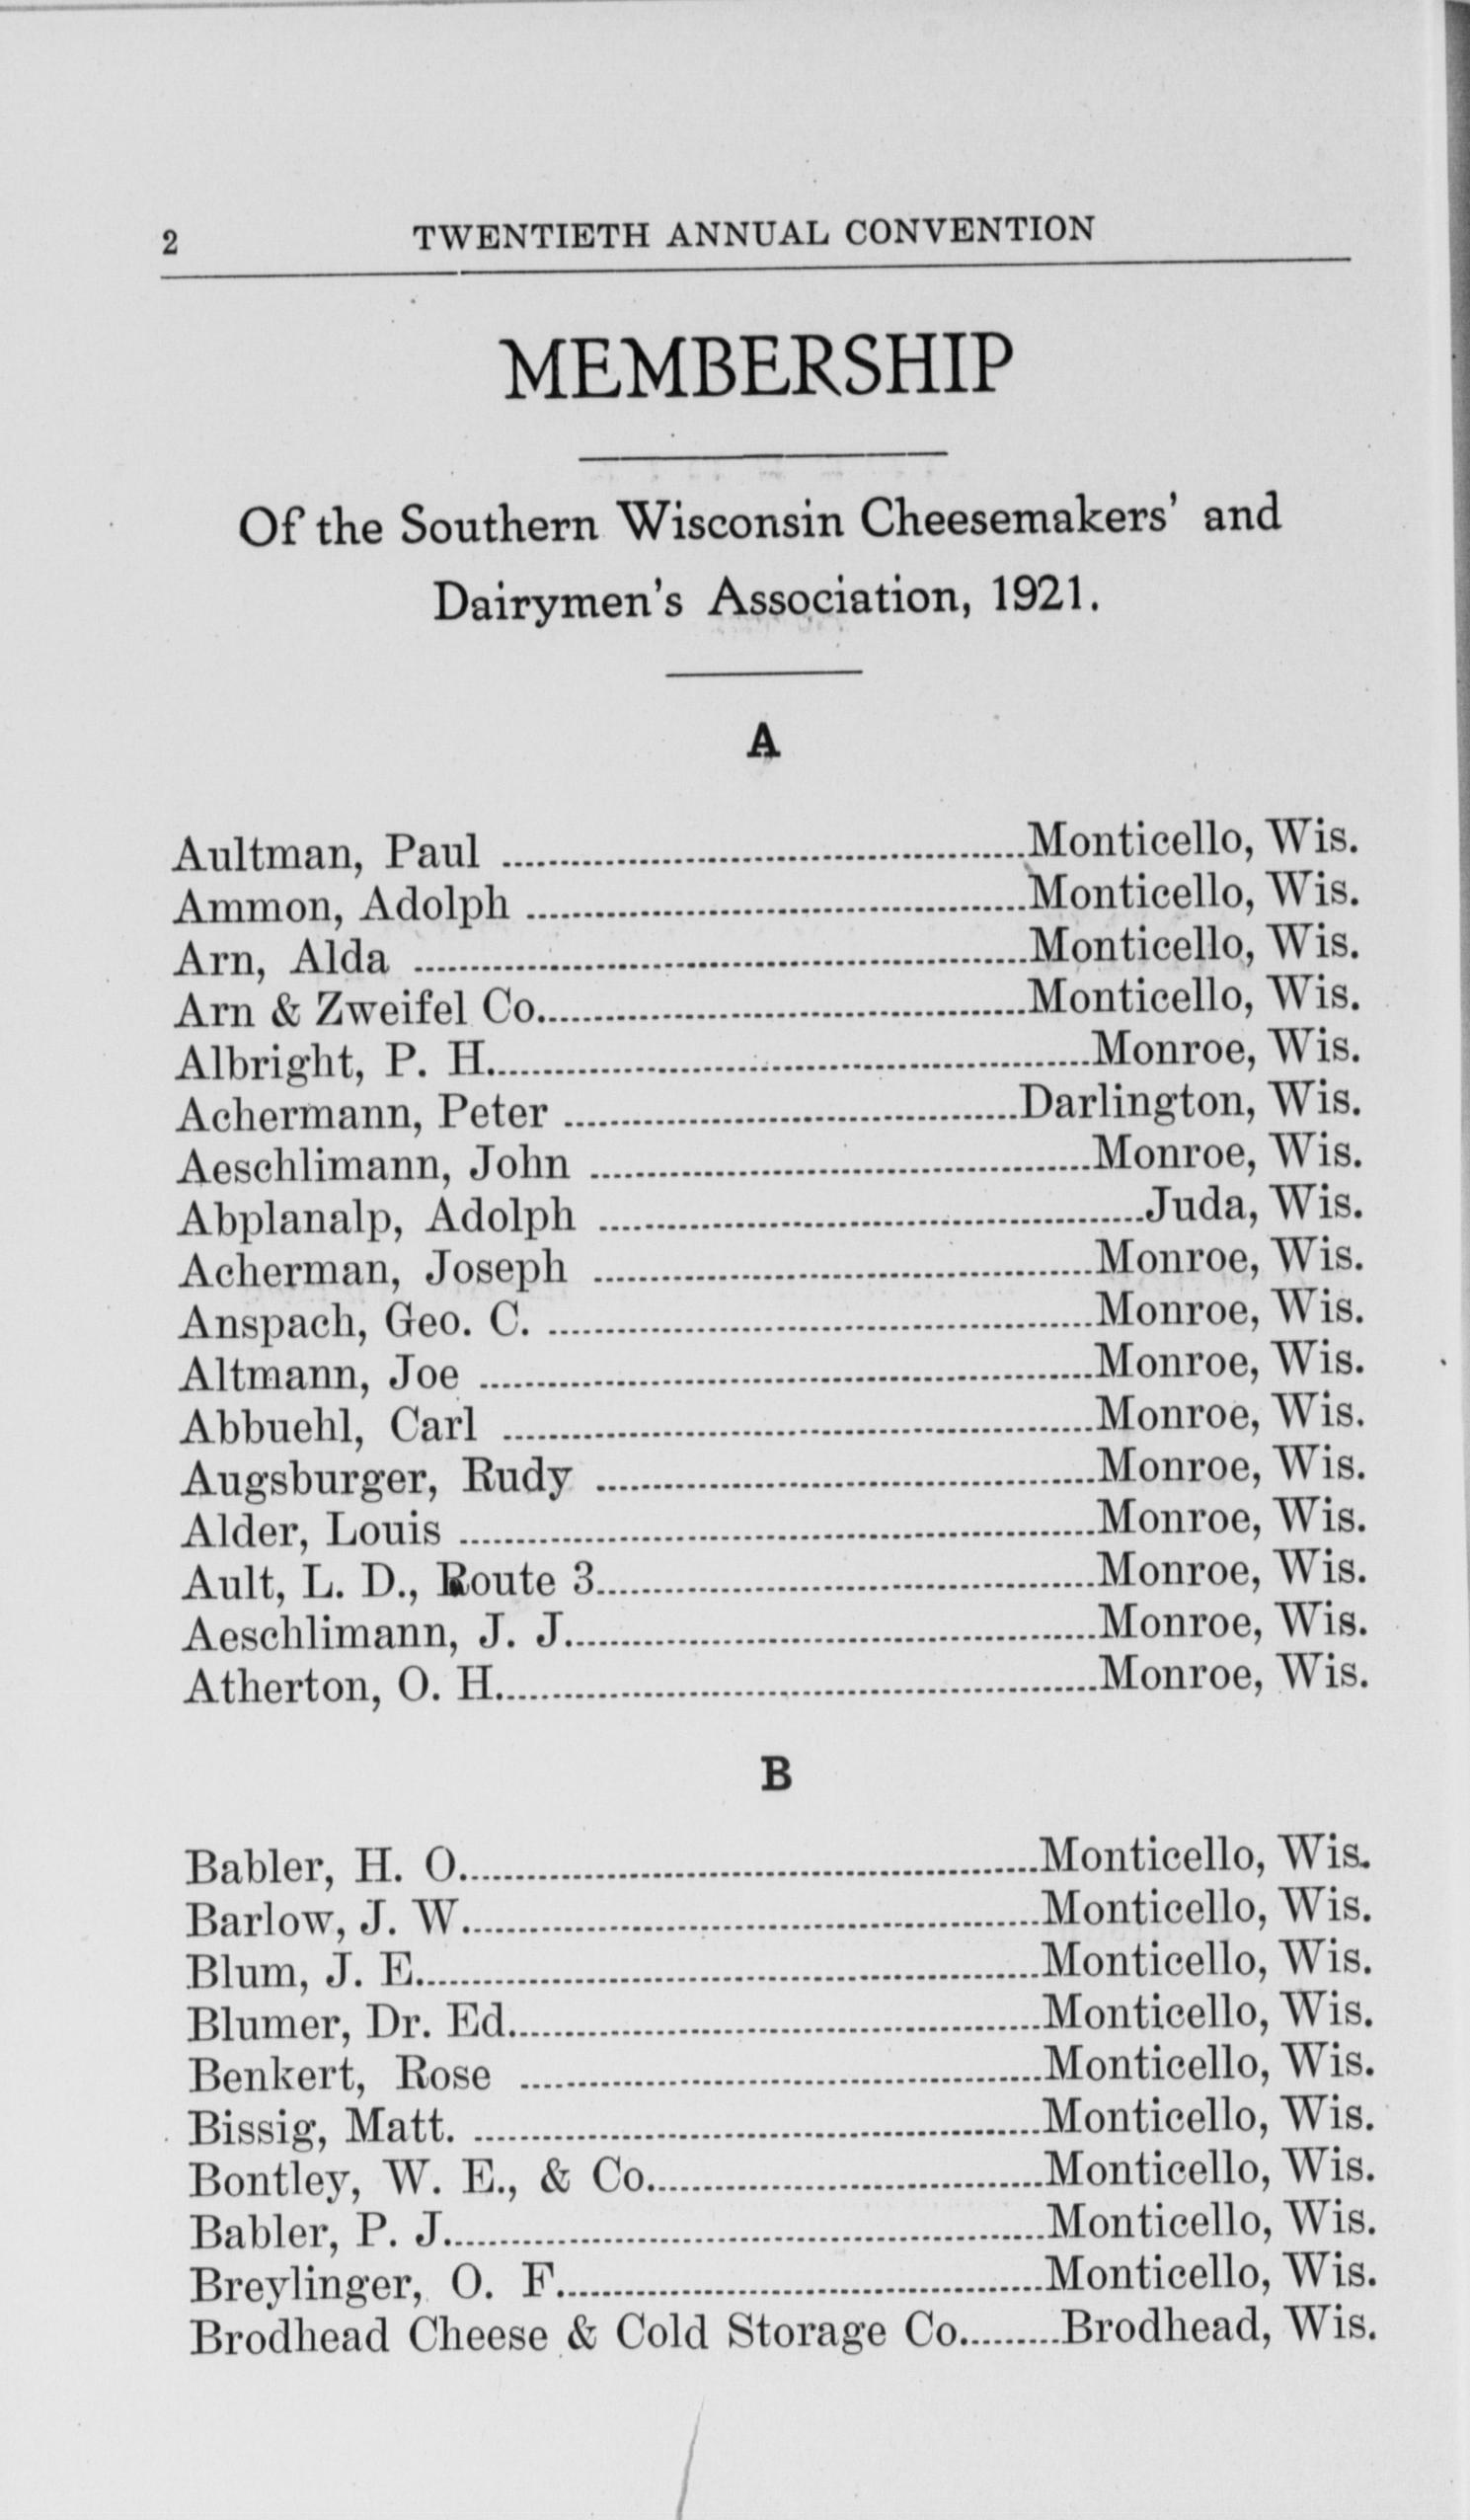 2 TWENTIETH ANNUAL CONVENTION
MEMBERSHIP
Of the Southern Wisconsin Cheesemakers' and
Dairymen's Association, 1921.
A
Aultman, Paul ........................................Monticello, Wis.
Ammon, Adolph ........................................Monticello, Wis.
Arn, Alda ........................................Monticello, Wis.
Arn & Zweifel Co........................................Monticello, Wis.
Albright, P. H........................................Monroe, Wis.
Achermann, Peter ........................................Darlington, Wis.
Aeschlimann, John ........................................Monroe, Wis.
Abplanalp, Adolph ........................................Juda, Wis.
Acherman, Joseph ........................................Monroe, Wis.
Anspach, Geo. C. ........................................Monroe, Wis.
Altmann, Joe ........................................Monroe, Wis.
Abbuehl, Carl ........................................Monroe, Wis.
Augsburger, Rudy ........................................Monroe, Wis.
Alder, Louis ........................................Monroe, Wis.
Ault, L. D., Route 3........................................Monroe, Wis.
Aeschlimann, J. J........................................Monroe, Wis.
Atherton, O. H........................................Monroe, Wis.
B
Babler, H. O........................................Monticello, Wis.
Barlow, J. W........................................Monticello, Wis.
Blum, J. E........................................Monticello, Wis.
Blumer, Dr. Ed........................................Monticello, Wis.
Benkert, Rose ........................................Monticello, Wis.
Bissig, Matt. ........................................Monticello, Wis.
Bontley, W. E., & Co........................................Monticello, Wis.
Babler, P. J........................................Monticello, Wis.
Breylinger, O. F........................................Monticello, Wis.
Brodhead Cheese & Cold Storage Co.........Brodhead, Wis.